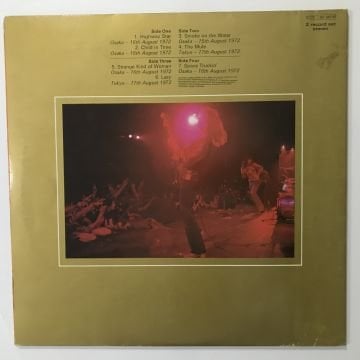 Side One
1. Highway Star
Osaka - 16th August 1972
2. Child in Time
Osaka - 16th August 1972
Side Two
3. Smoke on the Water
Osaka - 15th August 1972
4. The Mule
Tokyo - 17th August 1972
Side Three
5. Strange Kind of Woman
Osaka - 16th August 1972
6. Lazy
Tokyo - 17th August 1972
Side Four
7. Space Truckin'
Osaka - 16th August 1972
2 record set
stereo